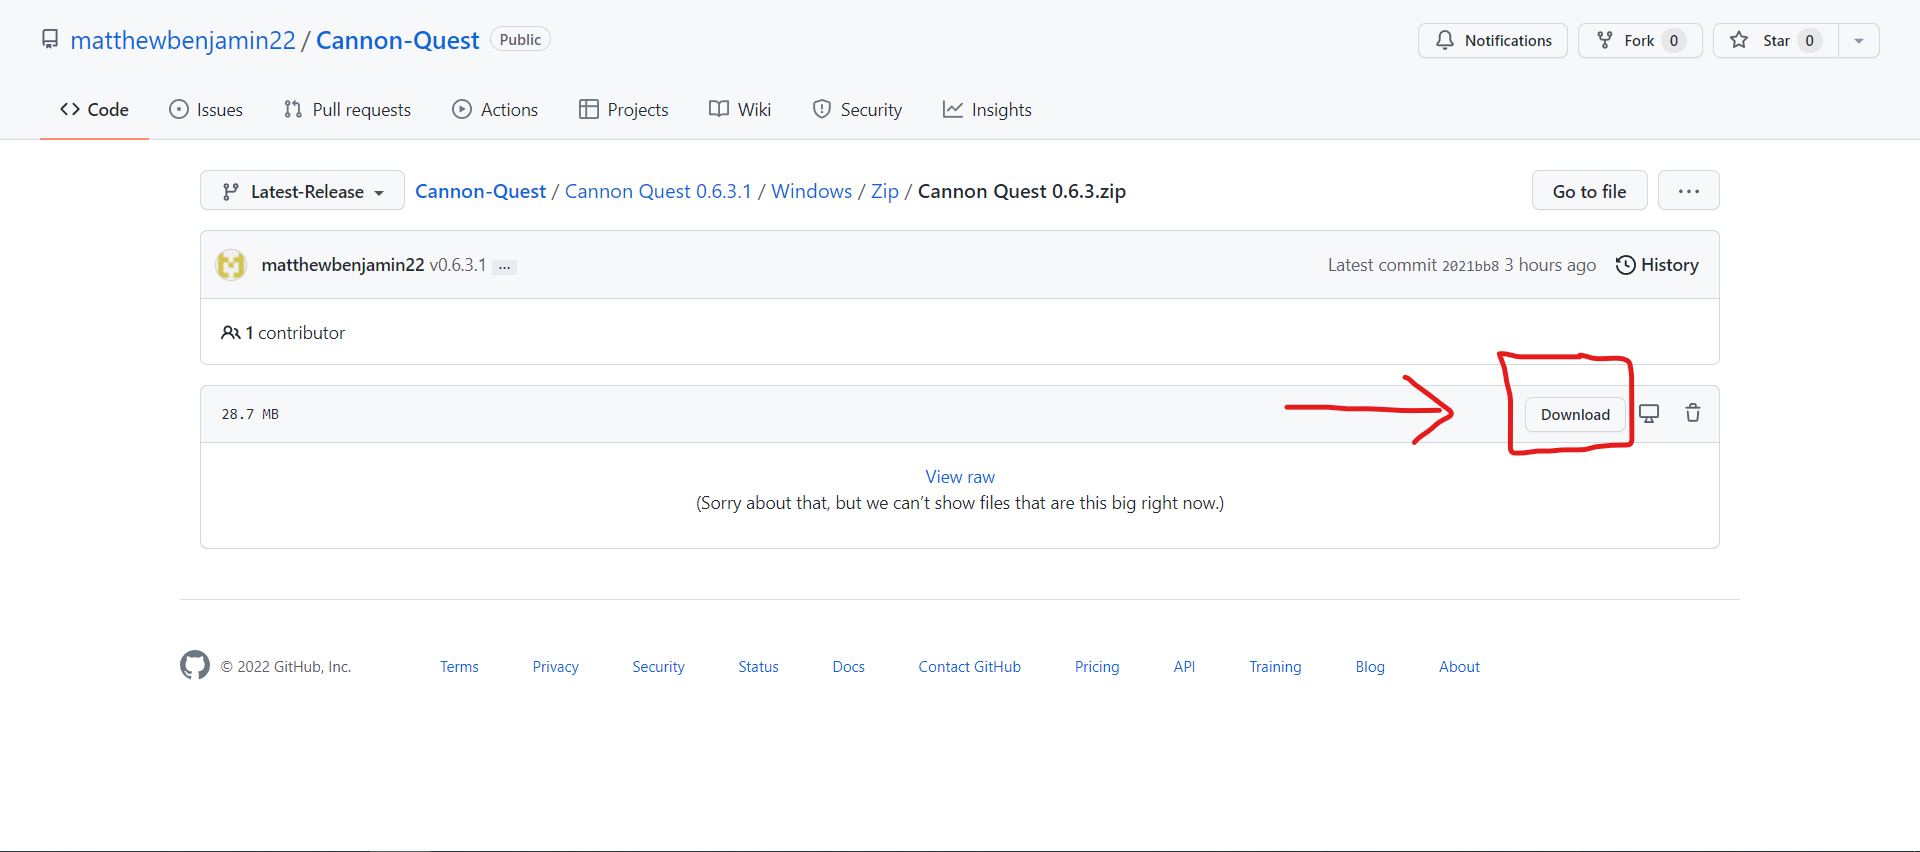 matthewbenjamin22 / Cannon-Quest Public
Notifications Fork 0 Star 0
Code Issues Pull requests Actions Projects Wiki Security Insights
Latest-Release Cannon-Quest / Cannon Quest 0.6.3.1 / Windows / Zip / Cannon Quest 0.6.3.zip Go to file ...
matthewbenjamin22 v0.6.3.1 ... Latest commit 2021bb8 3 hours ago History
1 contributor
28.7 MB Download
View raw
(Sorry about that, but we can’t show files that are this big right now.)
© 2022 GitHub, Inc. Terms Privacy Security Status Docs Contact GitHub Pricing API Training Blog About